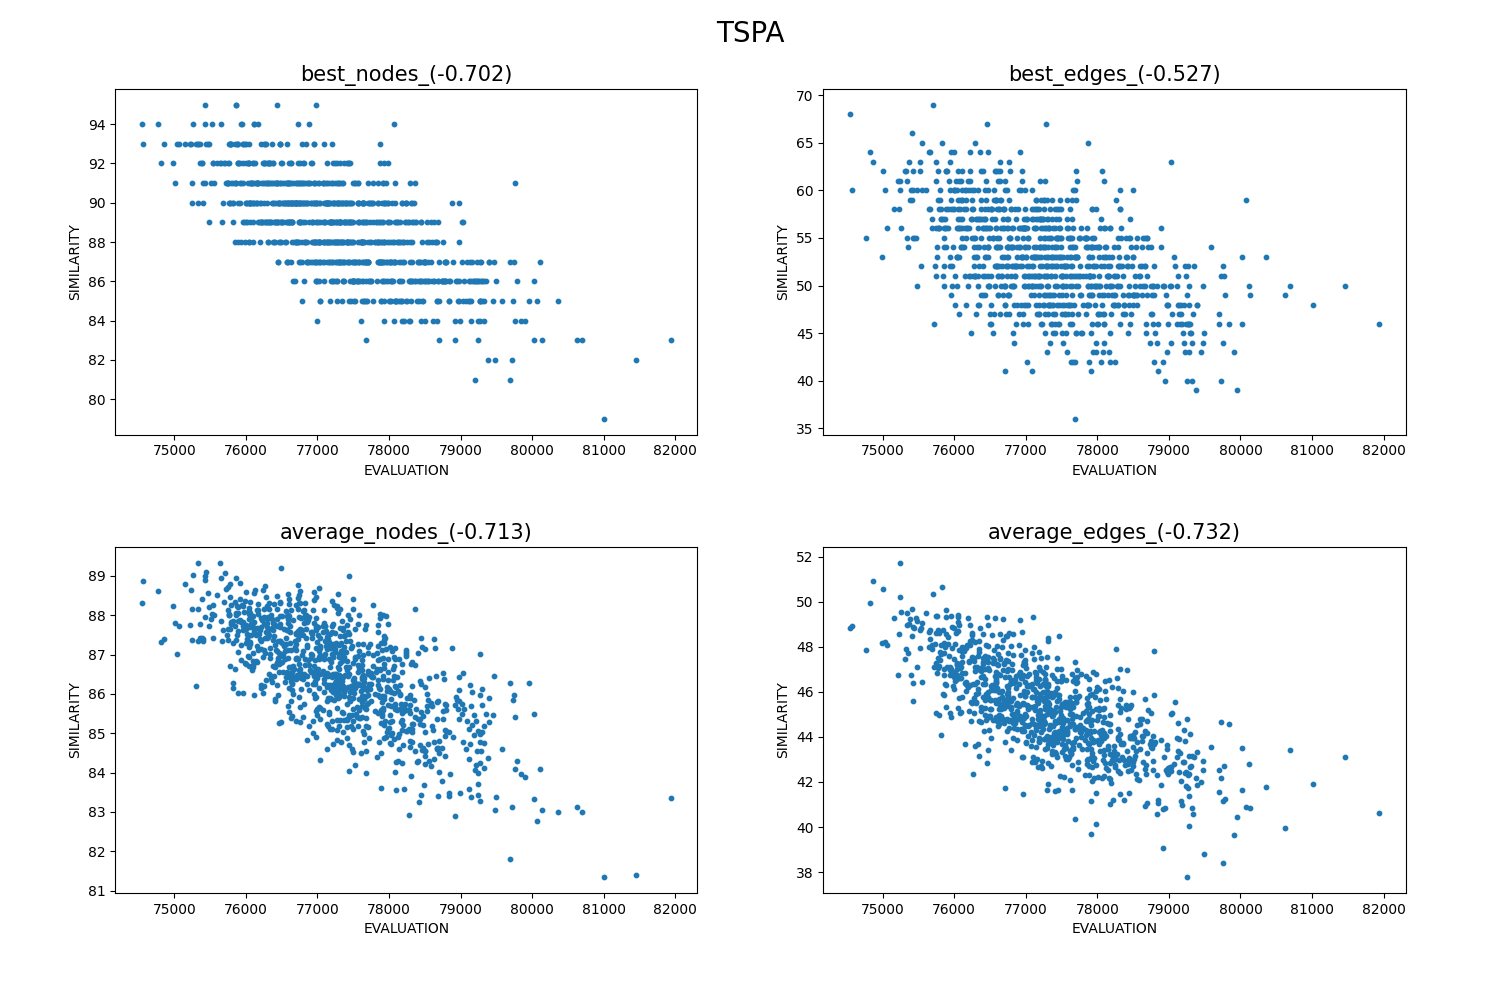 TSPA
best_nodes_(-0.702)
SIMILARITY
94
92
90
88
86
84
82
80
75000 76000 77000 78000 79000 80000 81000 82000
EVALUATION
best_edges_(-0.527)
SIMILARITY
70
65
60
55
50
45
40
35
75000 76000 77000 78000 79000 80000 81000 82000
EVALUATION
average_nodes_(-0.713)
SIMILARITY
89
88
87
86
85
84
83
82
81
75000 76000 77000 78000 79000 80000 81000 82000
EVALUATION
average_edges_(-0.732)
SIMILARITY
52
50
48
46
44
42
40
38
75000 76000 77000 78000 79000 80000 81000 82000
EVALUATION